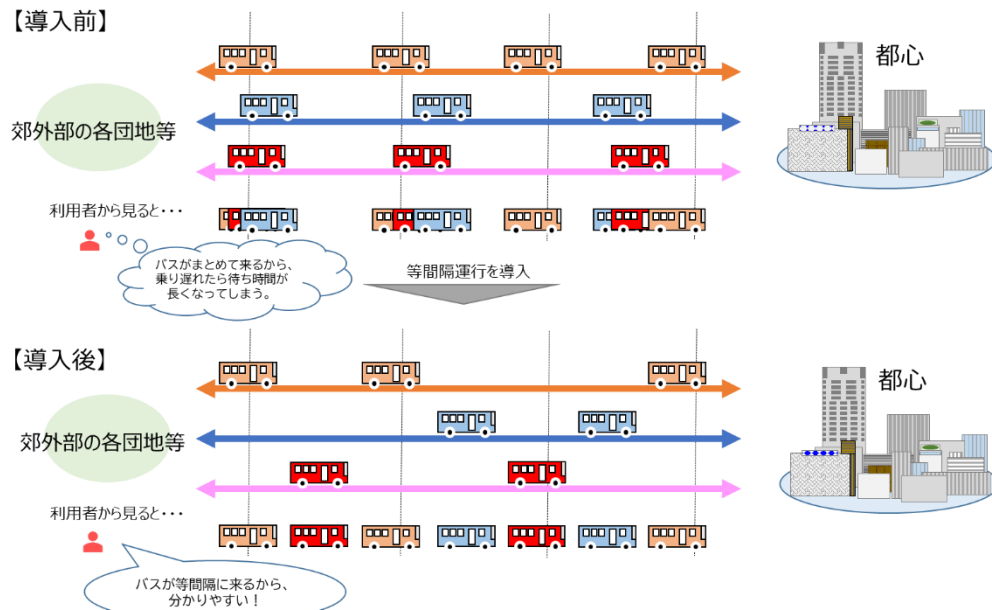 【導入前】
都心
郊外部の各団地等
利用者から見ると・・・
バスがまとめて来るから、
乗り遅れたら待ち時間が
長くなってしまう。
等間隔運行を導入
【導入後】
都心
郊外部の各団地等
利用者から見ると・・・
バスが等間隔に来るから、
分かりやすい！